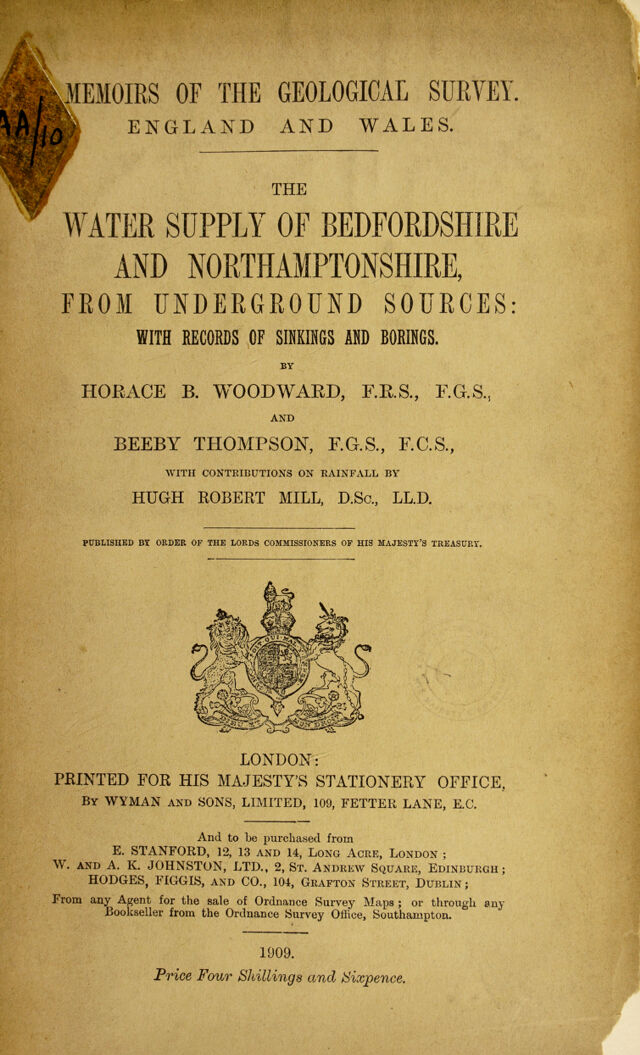 AA/10
MEMOIRS OF THE GEOLOGICAL SURVEY.
ENGLAND AND WALES.
THE
WATER SUPPLY OF BEDFORDSHIRE
AND NORTHAMPTONSHIRE,
FROM UNDERGROUND SOURCES:
WITH RECORDS OF SINKINGS AND BORINGS.
BY
HORACE B. WOODWARD, F.R.S., F.G.S.,
AND
BEEBY THOMPSON, F.G.S., F.C.S.,
WITH CONTRIBUTIONS ON RAINFALL BY
HUGH ROBERT MILL, D.Sc., LL.D.
PUBLISHED BY ORDER OF THE LORDS COMMISSIONERS OF HIS MAJESTY'S TREASURY.
LONDON:
PRINTED FOR HIS MAJESTY'S STATIONERY OFFICE,
BY WYMAN AND SONS, LIMITED, 109, FETTER LANE, E.C.
And to be purchased from
E. STANFORD, 12, 13 AND 14, LONG ACRE, LONDON;
W. AND A. K. JOHNSTON, LTD., 2, ST. ANDREW SQUARE, EDINBURGH;
HODGES, FIGGIS, AND CO., 104, GRAFTON STREET, DUBLIN;
From any Agent for the sale of Ordnance Survey Maps; or through any
Bookseller from the Ordnance Survey Office, Southampton.
1909.
Price Four Shillings and Sixpence.